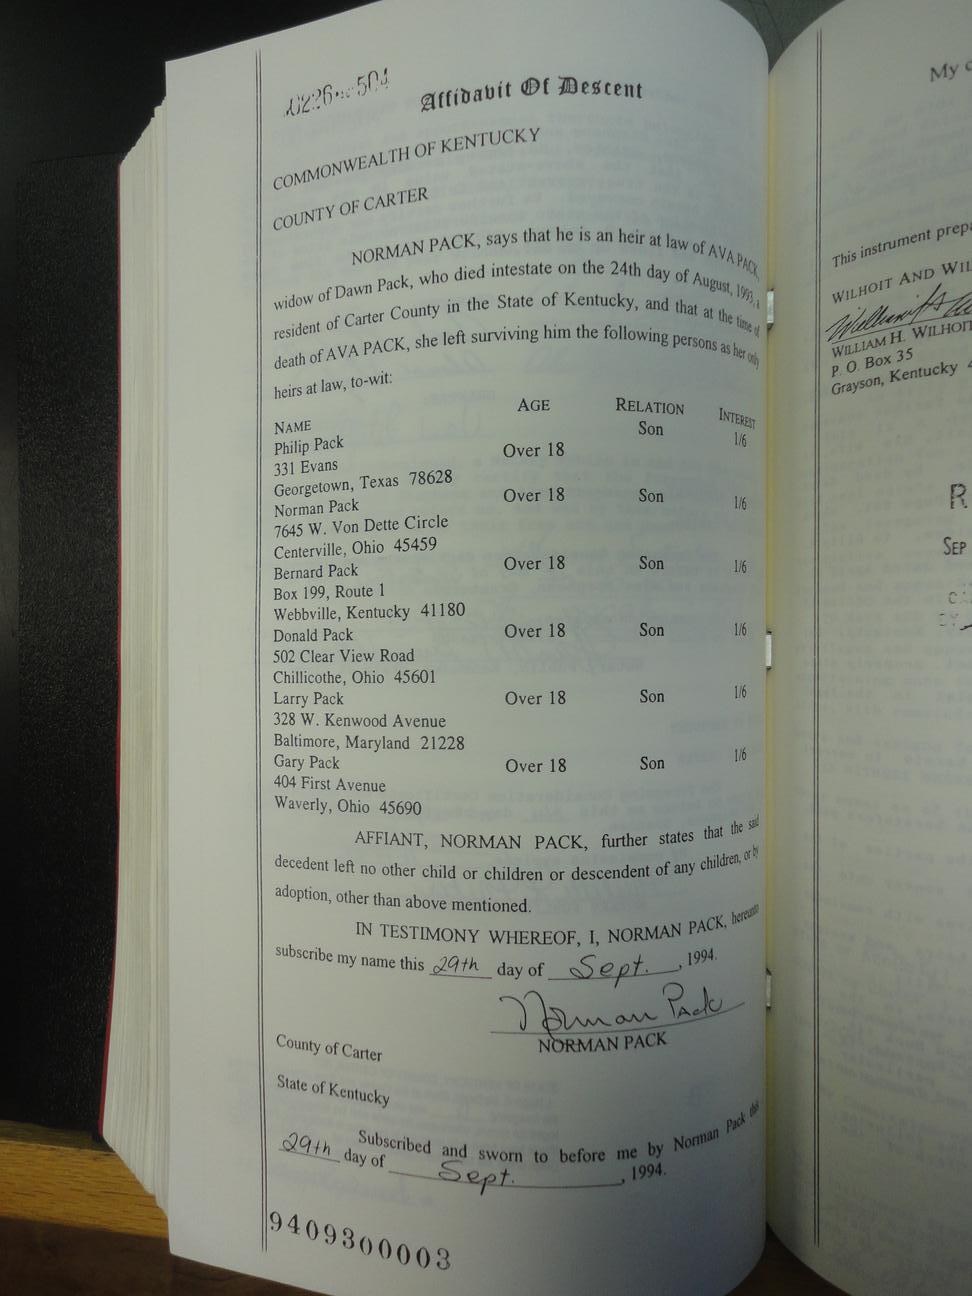 0226 504
Affidavit Of Descent
COMMONWEALTH OF KENTUCKY
COUNTY OF CARTER
NORMAN PACK, says that he is an heir at law of AVA PACK,
widow of Dawn Pack, who died intestate on the 24th day of August, 1993, a
resident of Carter County in the State of Kentucky, and that at the time of
death of AVA PACK, she left surviving him the following persons as her only
heirs at law, to-wit:
NAME AGE RELATION INTEREST
Philip Pack Over 18 Son 1/6
331 Evans
Georgetown, Texas 78628
Norman Pack Over 18 Son 1/6
7645 W. Von Dette Circle
Centerville, Ohio 45459
Bernard Pack Over 18 Son 1/6
Box 199, Route 1
Webbville, Kentucky 41180
Donald Pack Over 18 Son 1/6
502 Clear View Road
Chillicothe, Ohio 45601
Larry Pack Over 18 Son 1/6
328 W. Kenwood Avenue
Baltimore, Maryland 21228
Gary Pack Over 18 Son 1/6
404 First Avenue
Waverly, Ohio 45690
AFFIANT, NORMAN PACK, further states that the said
decedent left no other child or children or descendent of any children, or by
adoption, other than above mentioned.
IN TESTIMONY WHEREOF, I, NORMAN PACK, hereunto
subscribe my name this 29th day of Sept. , 1994.
Norman Pack
NORMAN PACK
County of Carter
State of Kentucky
Subscribed and sworn to before me by Norman Pack this
29th day of Sept. , 1994.
9409300003
My
This instrument
WILHOIT AND
WILLIAM H.
P. O. Box 35
Grayson, Kentucky
R
SEP